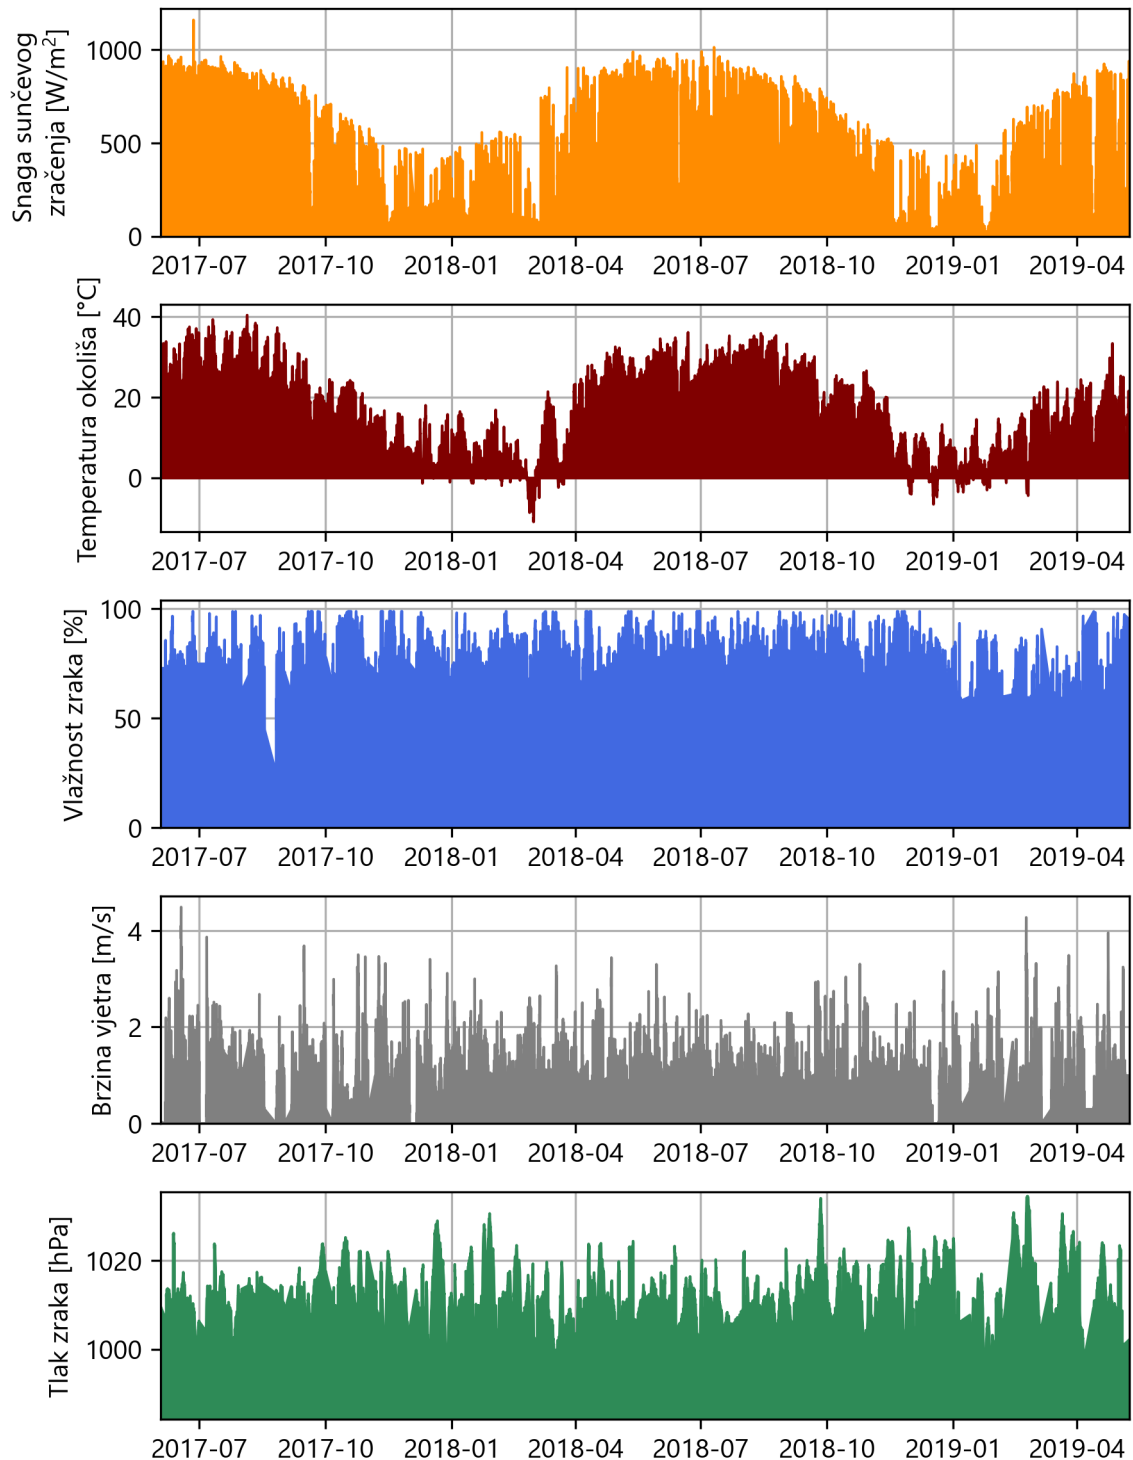 Snaga sunčevog
zračenja [W/m²]
1000
500
0
2017-07 2017-10 2018-01 2018-04 2018-07 2018-10 2019-01 2019-04
Temperatura okoliša [°C]
40
20
0
2017-07 2017-10 2018-01 2018-04 2018-07 2018-10 2019-01 2019-04
Vlažnost zraka [%]
100
50
0
2017-07 2017-10 2018-01 2018-04 2018-07 2018-10 2019-01 2019-04
Brzina vjetra [m/s]
4
2
0
2017-07 2017-10 2018-01 2018-04 2018-07 2018-10 2019-01 2019-04
Tlak zraka [hPa]
1020
1000
2017-07 2017-10 2018-01 2018-04 2018-07 2018-10 2019-01 2019-04